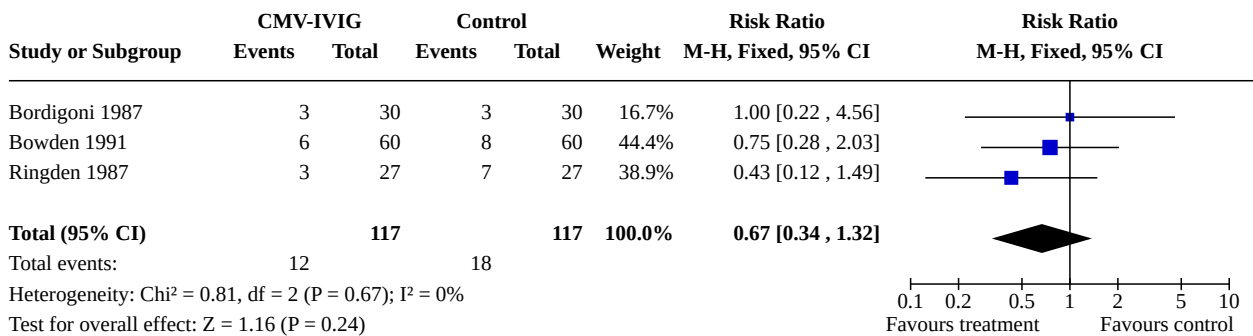 CMV-IVIG Control Risk Ratio Risk Ratio
Study or Subgroup Events Total Events Total Weight M-H, Fixed, 95% CI M-H, Fixed, 95% CI
Bordigoni 1987 3 30 3 30 16.7% 1.00 [0.22 , 4.56]
Bowden 1991 6 60 8 60 44.4% 0.75 [0.28 , 2.03]
Ringden 1987 3 27 7 27 38.9% 0.43 [0.12 , 1.49]
Total (95% CI) 117 117 100.0% 0.67 [0.34 , 1.32]
Total events: 12 18
Heterogeneity: Chi² = 0.81, df = 2 (P = 0.67); I² = 0%
0.1 0.2 0.5 1 2 5 10
Test for overall effect: Z = 1.16 (P = 0.24) Favours treatment Favours control